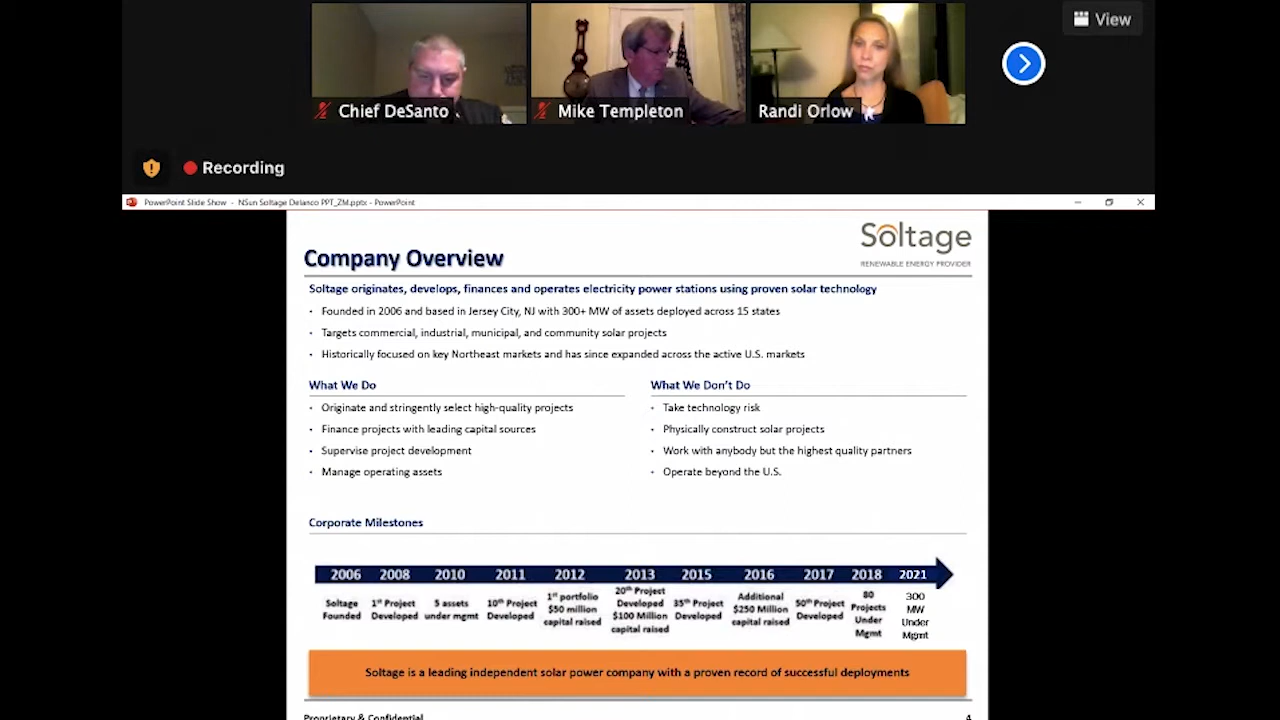 View
Chief DeSanto
Mike Templeton
Randi Orlow
Recording
PowerPoint Slide Show - NSun Soltage Delanco PPT_ZM.pptx - PowerPoint
Soltage
RENEWABLE ENERGY PROVIDER
Company Overview
Soltage originates, develops, finances and operates electricity power stations using proven solar technology
• Founded in 2006 and based in Jersey City, NJ with 300+ MW of assets deployed across 15 states
• Targets commercial, industrial, municipal, and community solar projects
• Historically focused on key Northeast markets and has since expanded across the active U.S. markets
What We Do
• Originate and stringently select high-quality projects
• Finance projects with leading capital sources
• Supervise project development
• Manage operating assets
What We Don't Do
• Take technology risk
• Physically construct solar projects
• Work with anybody but the highest quality partners
• Operate beyond the U.S.
Corporate Milestones
2006 2008 2010 2011 2012 2013 2015 2016 2017 2018 2021
Soltage
Founded
1st Project
Developed
5 assets
under mgmt
10th Project
Developed
1st portfolio
$50 million
capital raised
20th Project
Developed
$100 Million
capital raised
35th Project
Developed
Additional
$250 Million
capital raised
50th Project
Developed
80
Projects
Under
Mgmt
300
MW
Under
Mgmt
Soltage is a leading independent solar power company with a proven record of successful deployments
Proprietary & Confidential
4